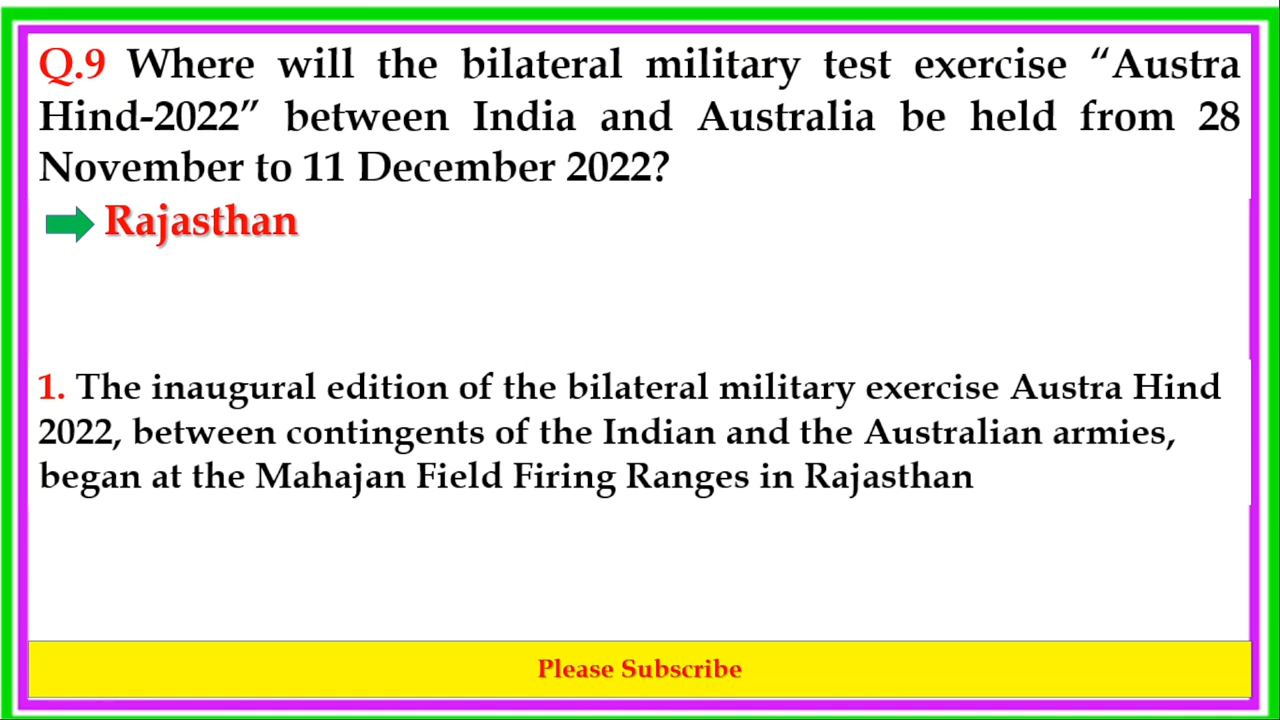 Q.9 Where will the bilateral military test exercise “Austra
Hind-2022” between India and Australia be held from 28
November to 11 December 2022?
Rajasthan
1. The inaugural edition of the bilateral military exercise Austra Hind
2022, between contingents of the Indian and the Australian armies,
began at the Mahajan Field Firing Ranges in Rajasthan
Please Subscribe